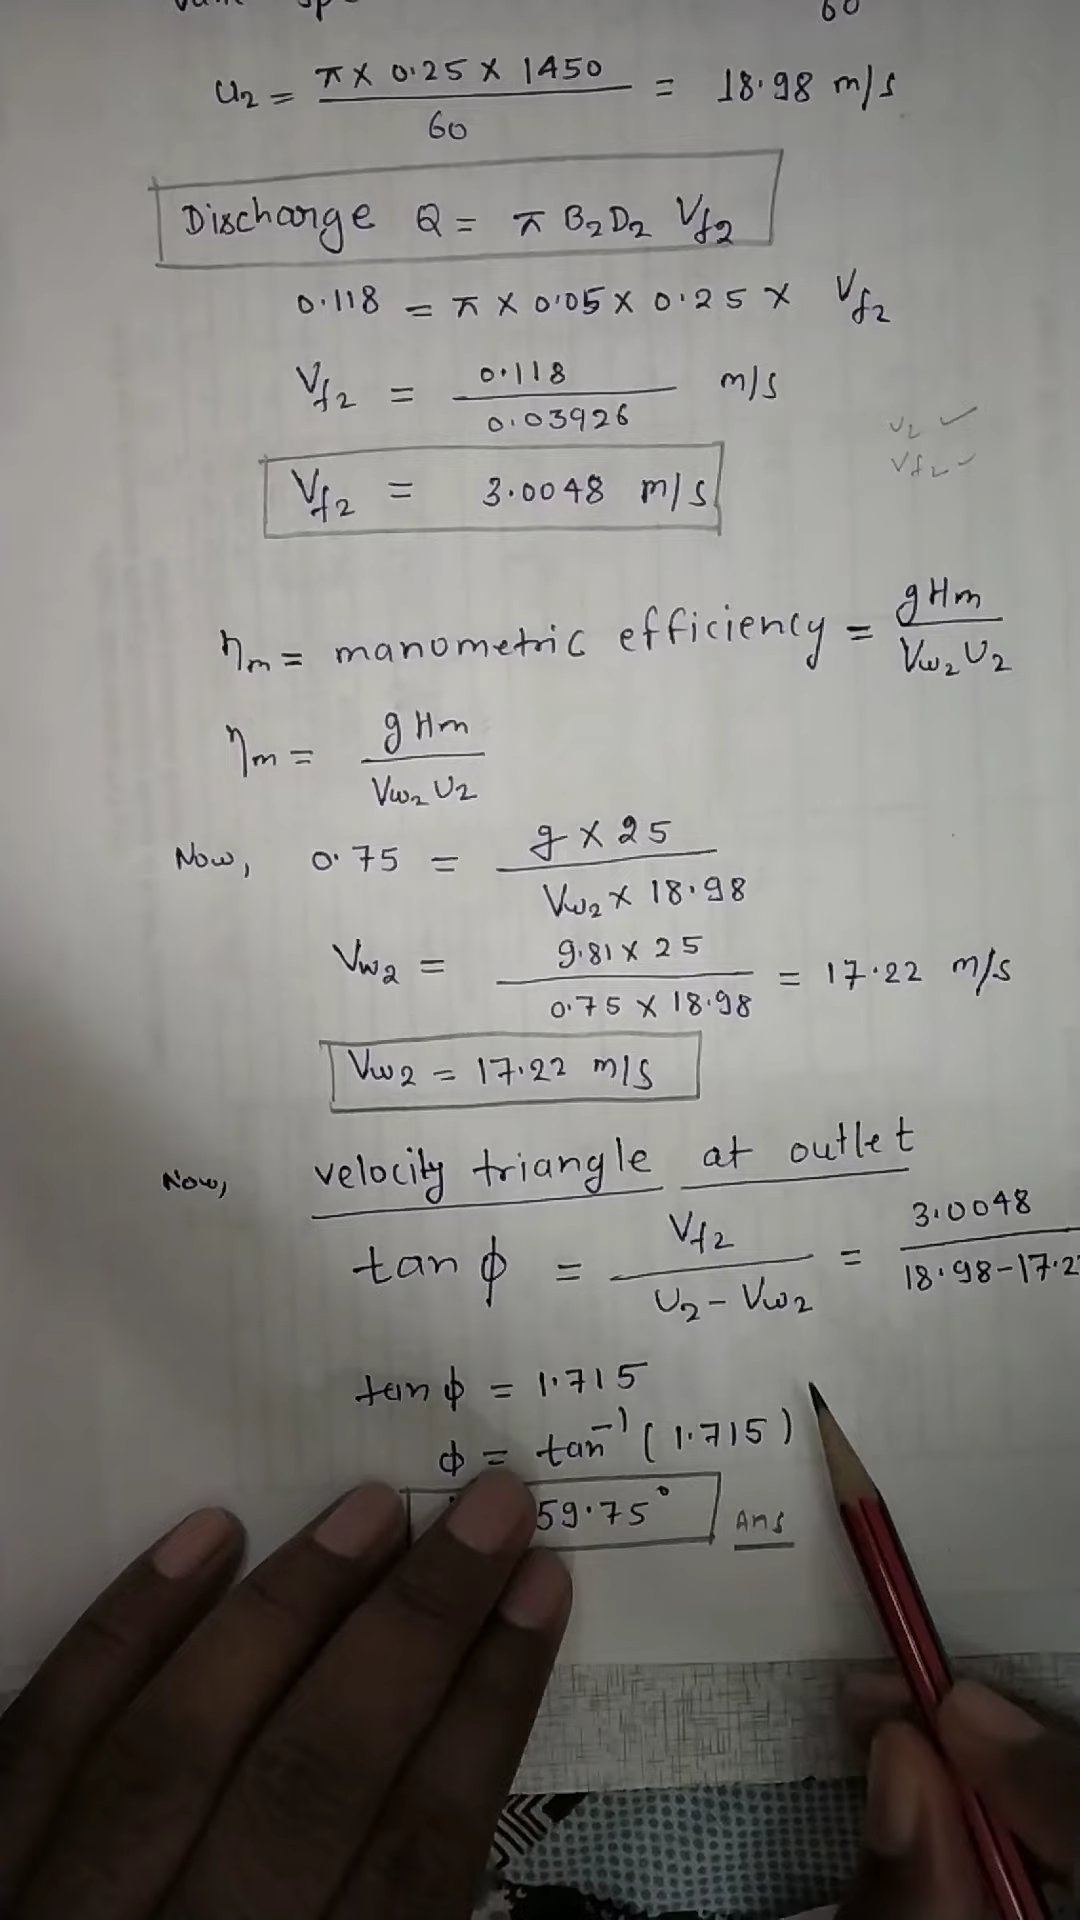 60
U2 = π × 0.25 × 1450 / 60 = 18.98 m/s
Discharge Q = π B2D2 Vf2
0.118 = π × 0.05 × 0.25 × Vf2
Vf2 = 0.118 / 0.03926 m/s
U2 ✓
Vf2 ✓
Vf2 = 3.0048 m/s
ηm = manometric efficiency = gHm / Vw2 U2
ηm = gHm / Vw2 U2
Now, 0.75 = g × 25 / Vw2 × 18.98
Vw2 = 9.81 × 25 / 0.75 × 18.98 = 17.22 m/s
Vw2 = 17.22 m/s
Now, velocity triangle at outlet
tan ϕ = Vf2 / U2 - Vw2 = 3.0048 / 18.98-17.2
tan ϕ = 1.715
ϕ = tan⁻¹ (1.715)
59.75° Ans